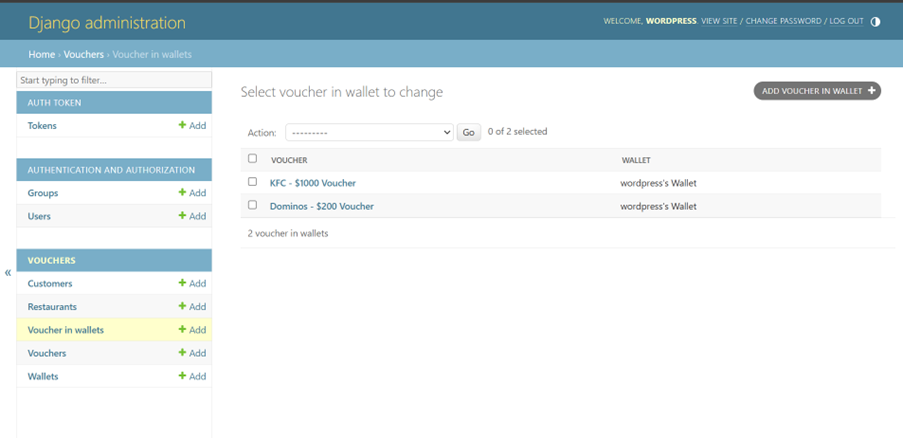 Django administration
WELCOME, WORDPRESS. VIEW SITE / CHANGE PASSWORD / LOG OUT
Home › Vouchers › Voucher in wallets
Start typing to filter...
AUTH TOKEN
Tokens + Add
AUTHENTICATION AND AUTHORIZATION
Groups + Add
Users + Add
VOUCHERS
Customers + Add
Restaurants + Add
Voucher in wallets + Add
Vouchers + Add
Wallets + Add
«
Select voucher in wallet to change
ADD VOUCHER IN WALLET +
Action: --------- Go 0 of 2 selected
VOUCHER WALLET
KFC - $1000 Voucher wordpress's Wallet
Dominos - $200 Voucher wordpress's Wallet
2 voucher in wallets